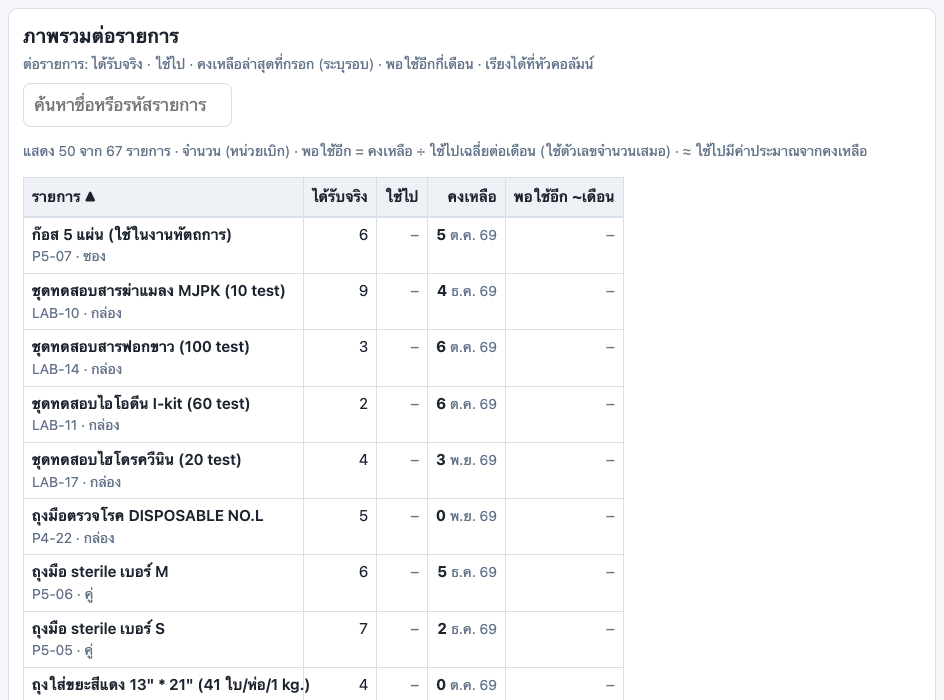 ภาพรวมต่อรายการ
ต่อรายการ: ได้รับจริง · ใช้ไป · คงเหลือล่าสุดที่กรอก (ระบุรอบ) · พอใช้อีกกี่เดือน · เรียงได้ที่หัวคอลัมน์
ค้นหาชื่อหรือรหัสรายการ
แสดง 50 จาก 67 รายการ · จำนวน (หน่วยเบิก) · พอใช้อีก = คงเหลือ ÷ ใช้ไปเฉลี่ยต่อเดือน (ใช้ตัวเลขจำนวนเสมอ) · ≈ ใช้ไปมีค่าประมาณจากคงเหลือ
รายการ ▲ ได้รับจริง ใช้ไป คงเหลือ พอใช้อีก ~เดือน
ก๊อส 5 แผ่น (ใช้ในงานหัตถการ) 6 – 5 ต.ค. 69 –
P5-07 · ซอง
ชุดทดสอบสารฆ่าแมลง MJPK (10 test) 9 – 4 ธ.ค. 69 –
LAB-10 · กล่อง
ชุดทดสอบสารฟอกขาว (100 test) 3 – 6 ต.ค. 69 –
LAB-14 · กล่อง
ชุดทดสอบไอโอดีน I-kit (60 test) 2 – 6 ต.ค. 69 –
LAB-11 · กล่อง
ชุดทดสอบไฮโดรควีนิน (20 test) 4 – 3 พ.ย. 69 –
LAB-17 · กล่อง
ถุงมือตรวจโรค DISPOSABLE NO.L 5 – 0 พ.ย. 69 –
P4-22 · กล่อง
ถุงมือ sterile เบอร์ M 6 – 5 ธ.ค. 69 –
P5-06 · คู่
ถุงมือ sterile เบอร์ S 7 – 2 ธ.ค. 69 –
P5-05 · คู่
ถุงใส่ขยะสีแดง 13" * 21" (41 ใบ/ห่อ/1 kg.) 4 – 0 ต.ค. 69 –